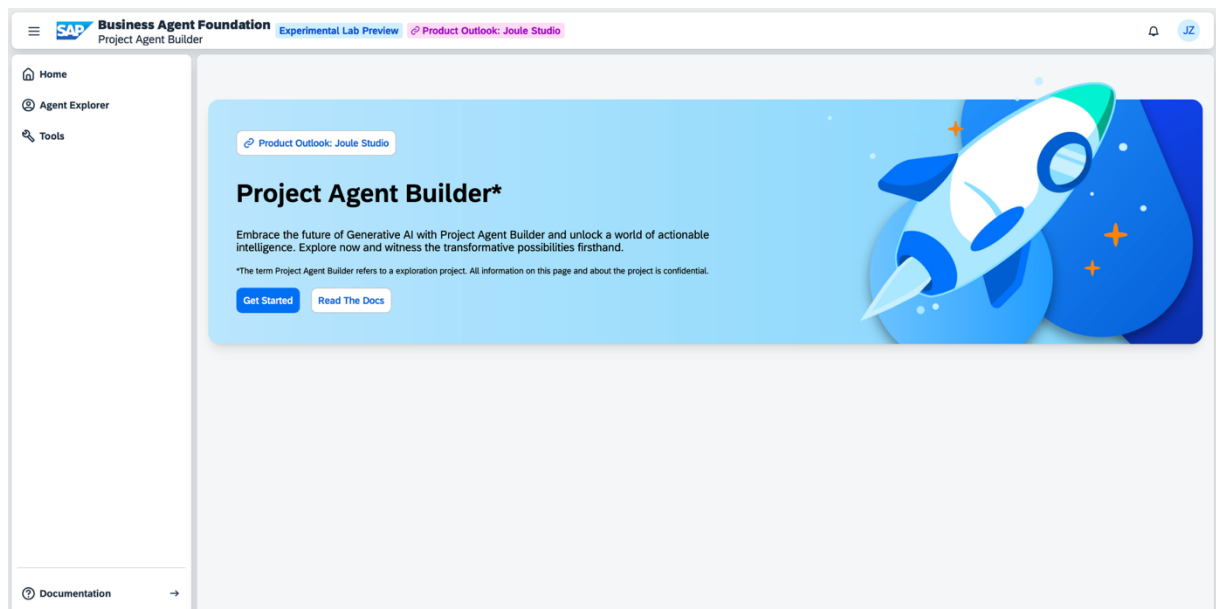 SAP
Business Agent Foundation
Project Agent Builder
Experimental Lab Preview
Product Outlook: Joule Studio
JZ
Home
Agent Explorer
Tools
Product Outlook: Joule Studio
Project Agent Builder*
Embrace the future of Generative AI with Project Agent Builder and unlock a world of actionable
intelligence. Explore now and witness the transformative possibilities firsthand.
*The term Project Agent Builder refers to a exploration project. All information on this page and about the project is confidential.
Get Started
Read The Docs
Documentation